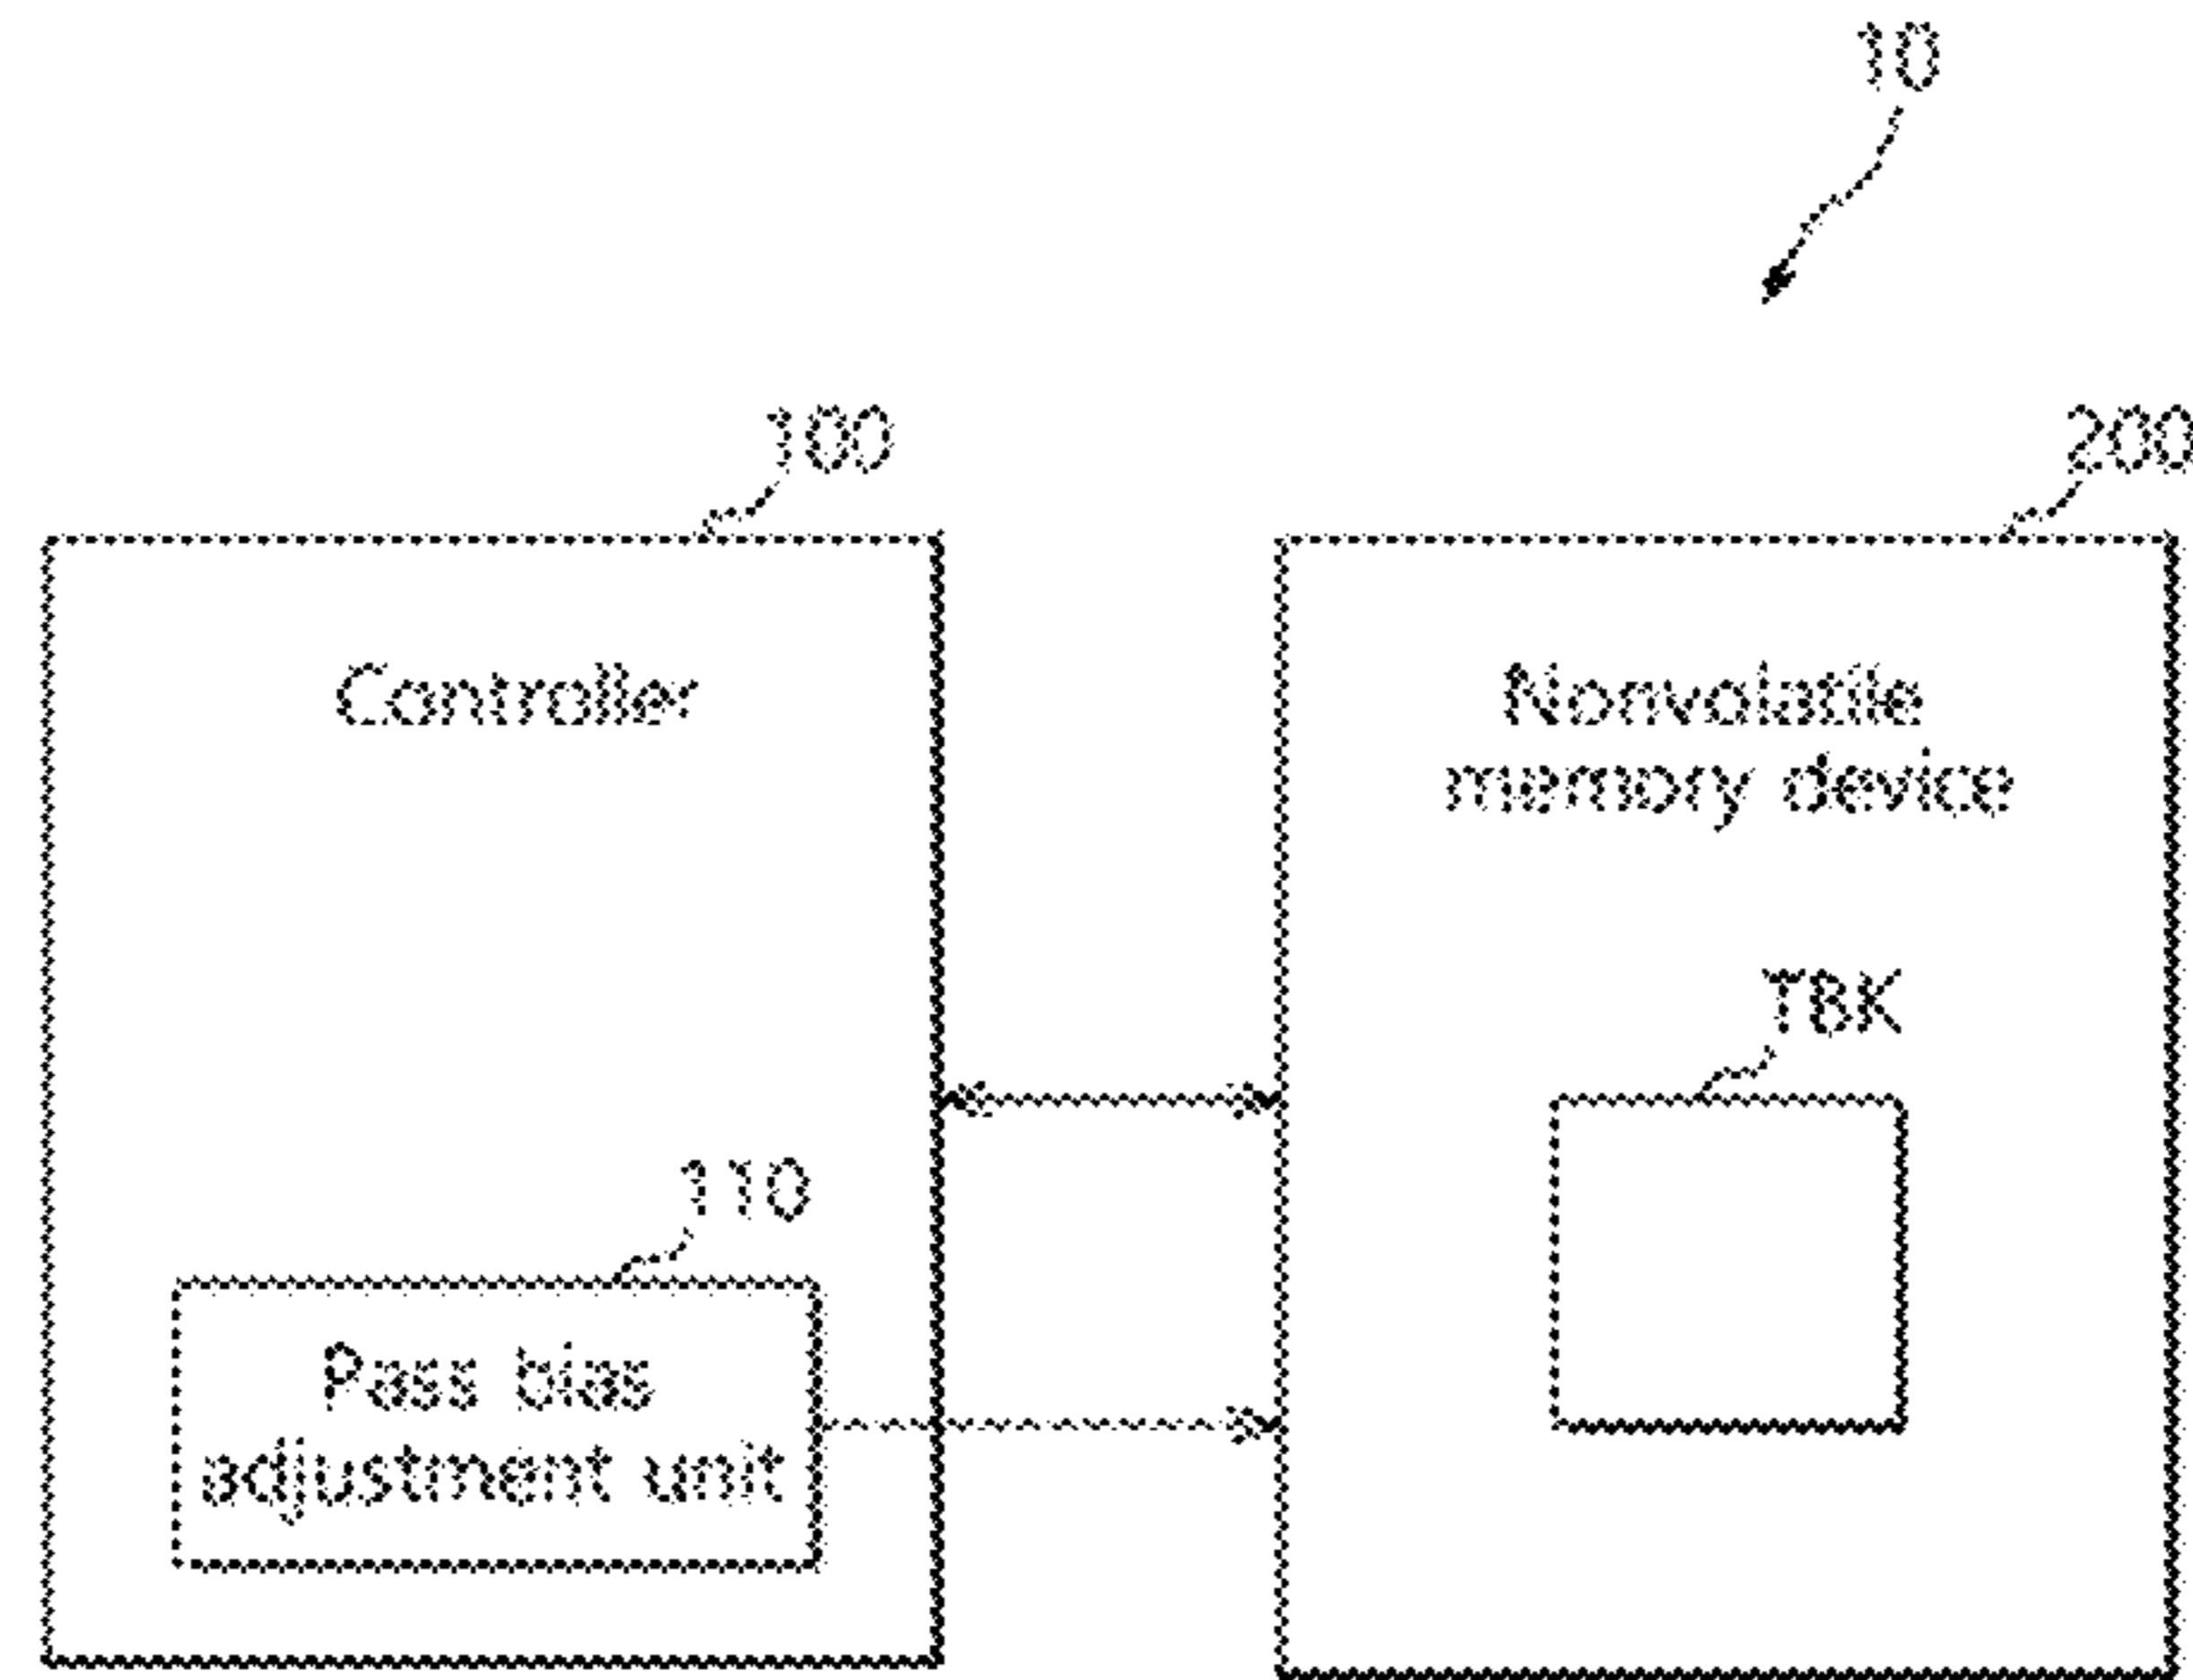 10
100
200
Controller
Nonvolatile
memory device
TBK
110
Pass bias
adjustment unit